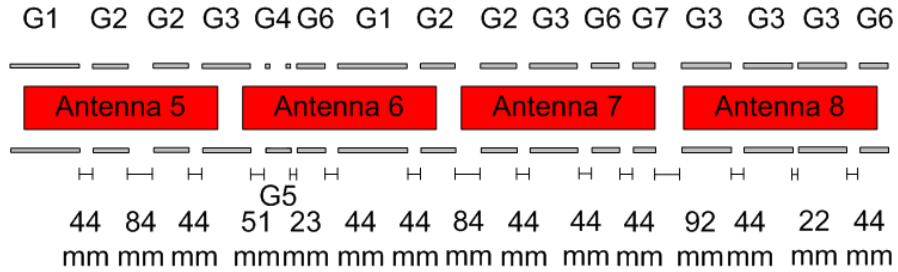 G1 G2 G2 G3 G4 G6 G1 G2 G2 G3 G6 G7 G3 G3 G3 G6
Antenna 5 Antenna 6 Antenna 7 Antenna 8
G5
44 84 44 51 23 44 44 84 44 44 44 92 44 22 44
mm mm mm mm mm mm mm mm mm mm mm mm mm mm mm